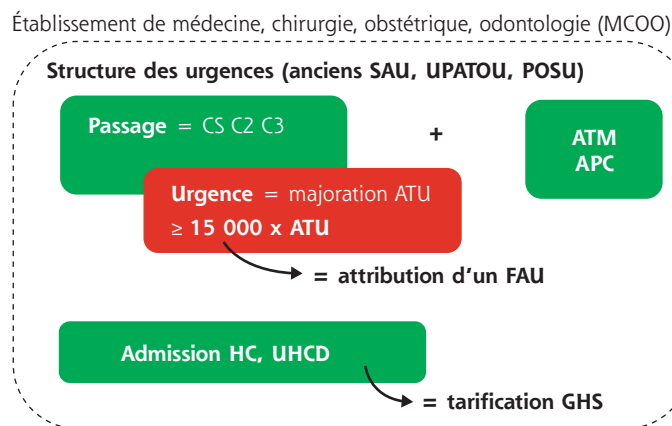 Établissement de médecine, chirurgie, obstétrique, odontologie (MCOO)
Structure des urgences (anciens SAU, UPATOU, POSU)
Passage = CS C2 C3
+
ATM
APC
Urgence = majoration ATU
≥ 15 000 x ATU
= attribution d'un FAU
Admission HC, UHCD
= tarification GHS